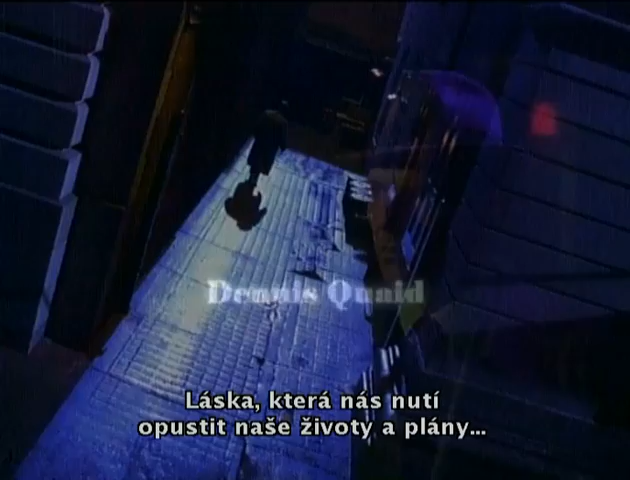 Dennis Quaid
Láska, která nás nutí
opustit naše životy a plány...